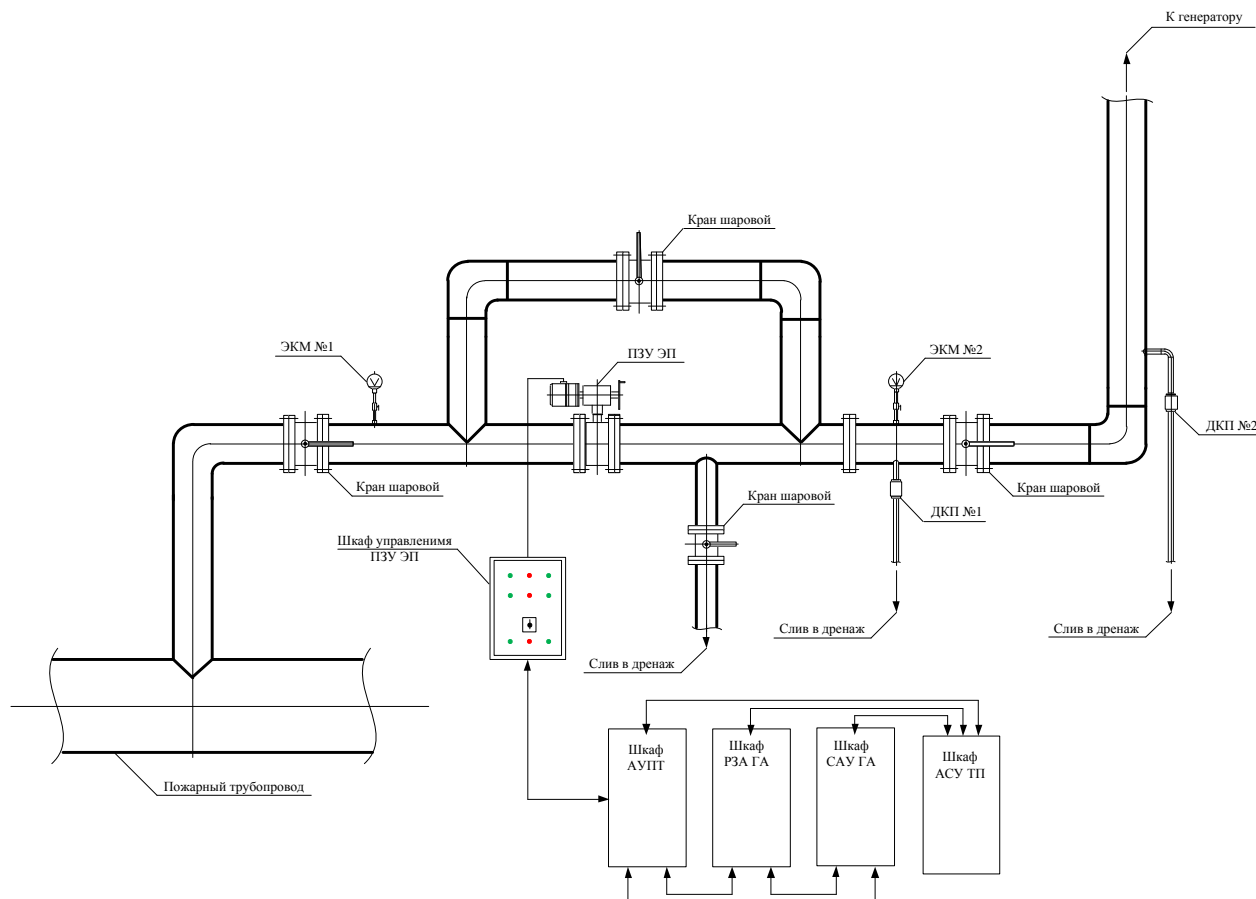 К генератору
Кран шаровой
ЭКМ №1
ПЗУ ЭП
ЭКМ №2
ДКП №2
Кран шаровой
Кран шаровой
Кран шаровой
ДКП №1
Шкаф управленимя
ПЗУ ЭП
Слив в дренаж
Слив в дренаж
Слив в дренаж
Пожарный трубопровод
Шкаф
АУПТ
Шкаф
РЗА ГА
Шкаф
САУ ГА
Шкаф
АСУ ТП